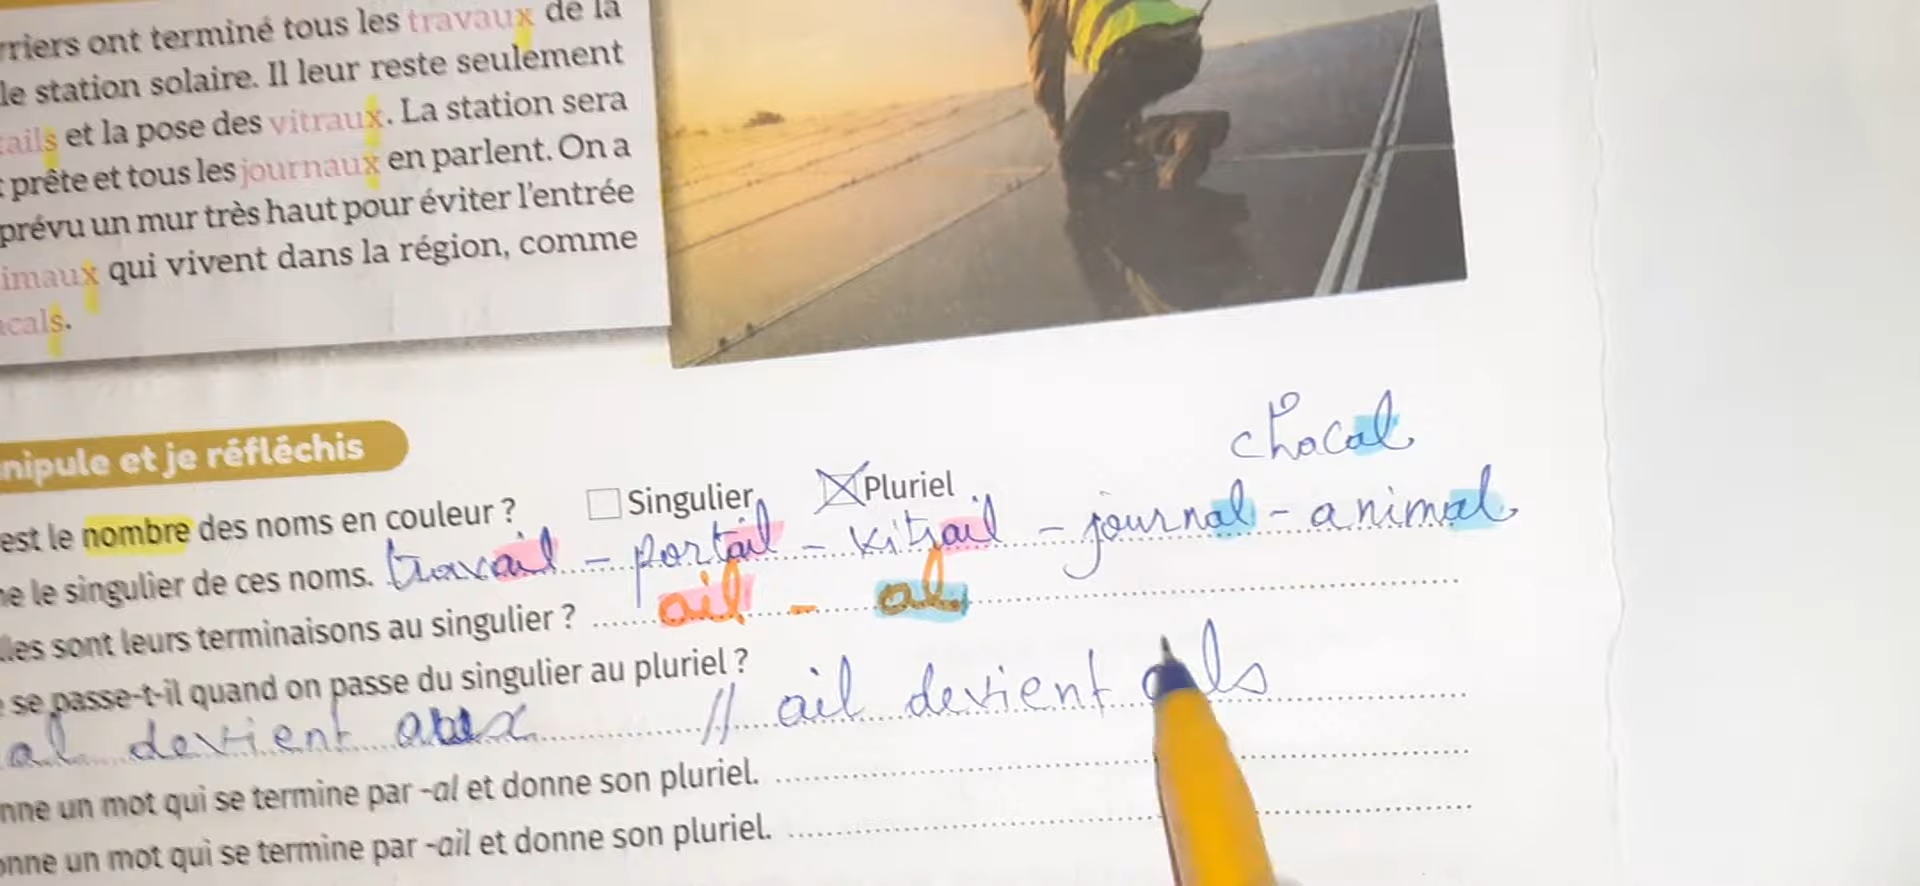 rriers ont terminé tous les travaux de la
le station solaire. Il leur reste seulement
tails et la pose des vitraux. La station sera
t prête et tous les journaux en parlent. On a
prévu un mur très haut pour éviter l'entrée
imaux qui vivent dans la région, comme
acals.
nipule et je réfléchis
chacal
est le nombre des noms en couleur ? Singulier Pluriel
ne le singulier de ces noms. travail - portail - vitrail - journal - animal
lles sont leurs terminaisons au singulier ? ail - al
se passe-t-il quand on passe du singulier au pluriel ?
al devient aux // ail devient als
nne un mot qui se termine par -al et donne son pluriel.
onne un mot qui se termine par -ail et donne son pluriel.